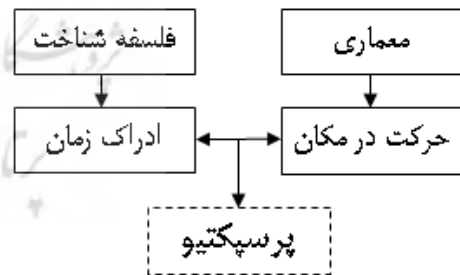 معماری
فلسفه شناخت
حرکت در مکان
ادراک زمان
پرسپکتیو